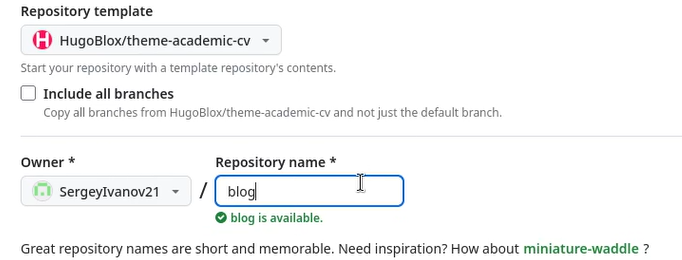 Repository template
HugoBlox/theme-academic-cv
Start your repository with a template repository's contents.
Include all branches
Copy all branches from HugoBlox/theme-academic-cv and not just the default branch.
Owner * Repository name *
SergeyIvanov21 / blog
blog is available.
Great repository names are short and memorable. Need inspiration? How about miniature-waddle ?